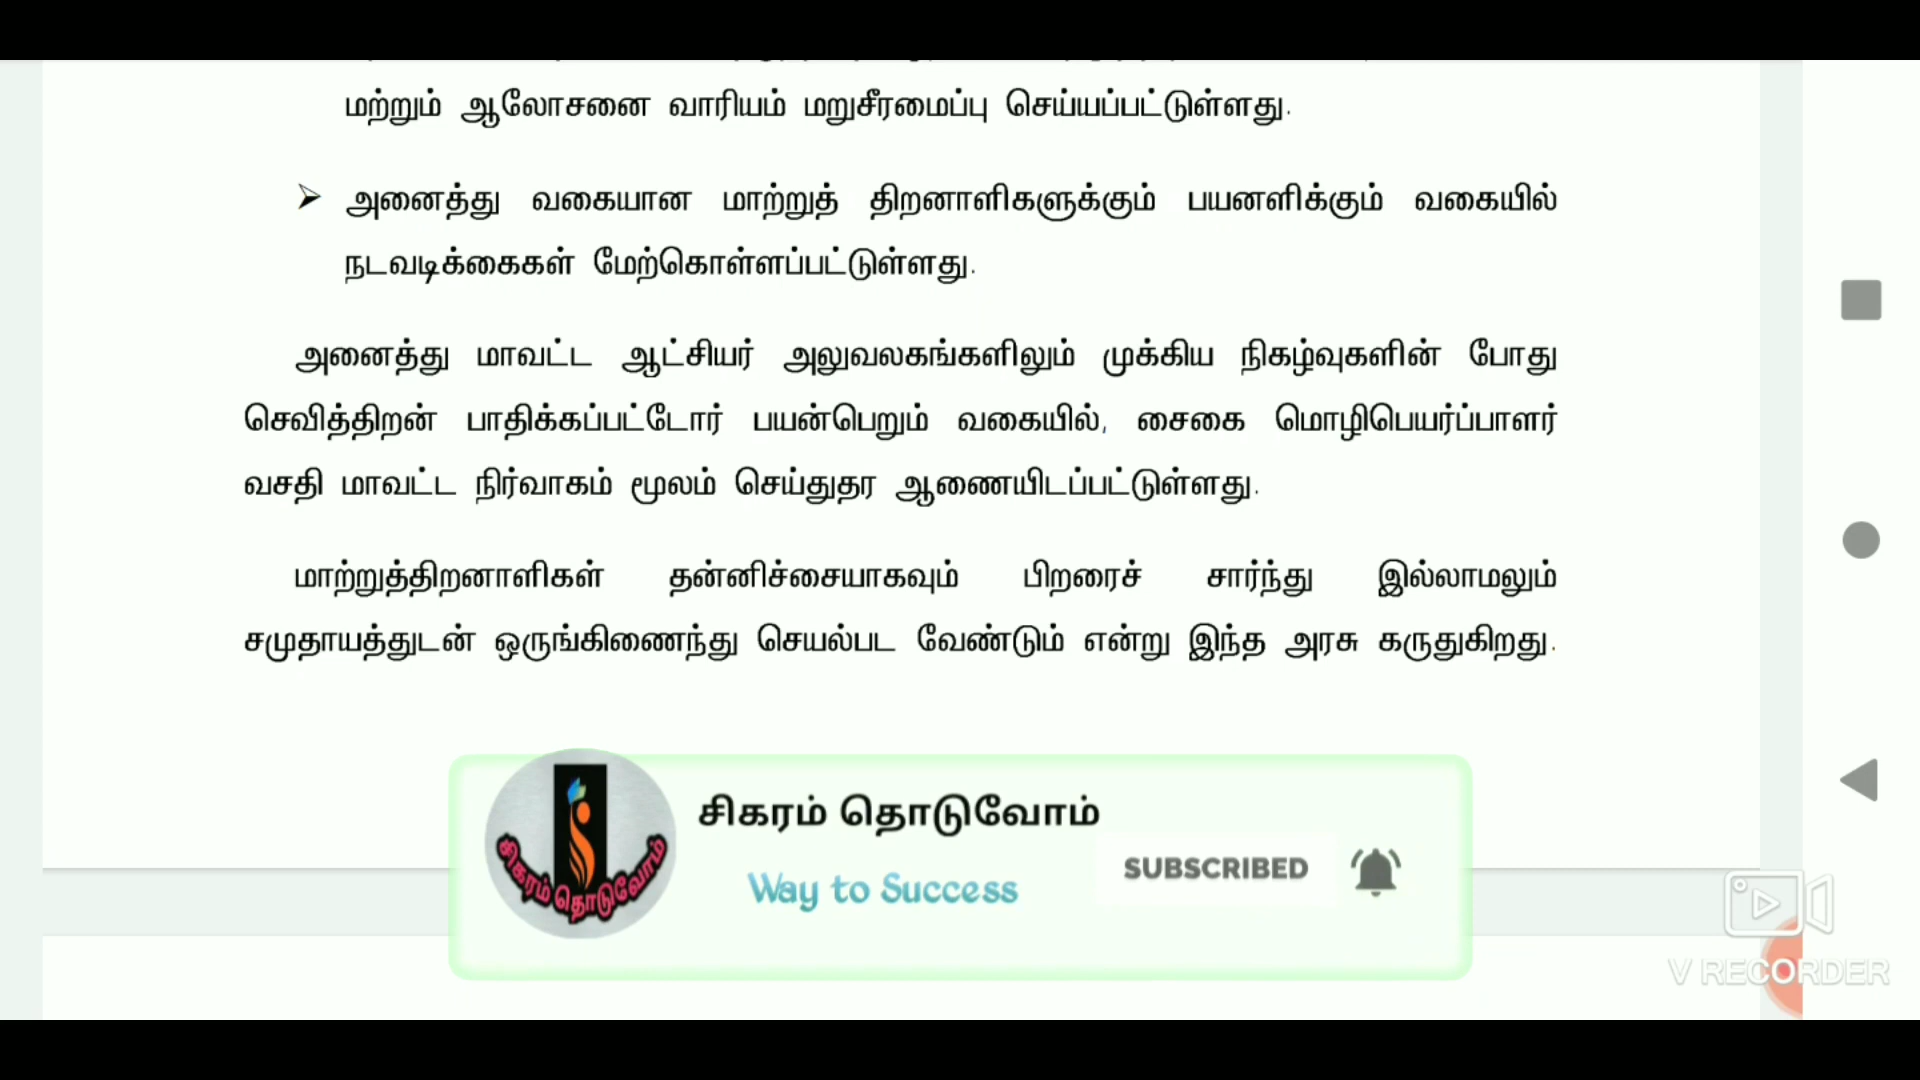 மற்றும் ஆலோசனை வாரியம் மறுசீரமைப்பு செய்யப்பட்டுள்ளது.
➢ அனைத்து வகையான மாற்றுத் திறனாளிகளுக்கும் பயனளிக்கும் வகையில்
நடவடிக்கைகள் மேற்கொள்ளப்பட்டுள்ளது.
அனைத்து மாவட்ட ஆட்சியர் அலுவலகங்களிலும் முக்கிய நிகழ்வுகளின் போது
செவித்திறன் பாதிக்கப்பட்டோர் பயன்பெறும் வகையில், சைகை மொழிபெயர்ப்பாளர்
வசதி மாவட்ட நிர்வாகம் மூலம் செய்துதர ஆணையிடப்பட்டுள்ளது.
மாற்றுத்திறனாளிகள் தன்னிச்சையாகவும் பிறரைச் சார்ந்து இல்லாமலும்
சமுதாயத்துடன் ஒருங்கிணைந்து செயல்பட வேண்டும் என்று இந்த அரசு கருதுகிறது.
சிகரம் தொடுவோம்
சிகரம் தொடுவோம்
Way to Success
SUBSCRIBED
V RECORDER